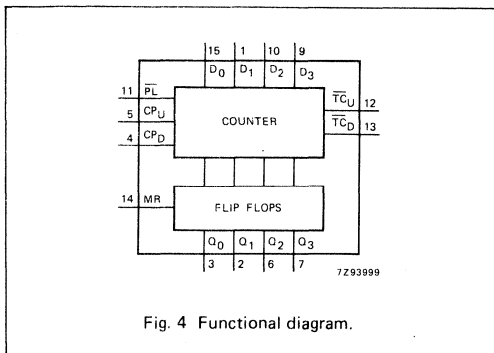 15 1 10 9
D0 D1 D2 D3
11 PL
5 CPU
4 CPD
COUNTER
TCU 12
TCD 13
14 MR
FLIP FLOPS
Q0 Q1 Q2 Q3
3 2 6 7
7Z93999
Fig. 4 Functional diagram.